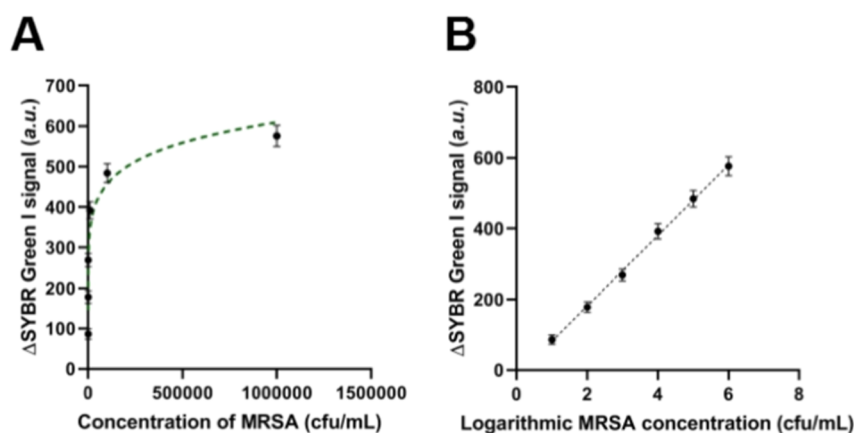 A
B
ΔSYBR Green I signal (a.u.)
700
600
500
400
300
200
100
0
0 500000 1000000 1500000
Concentration of MRSA (cfu/mL)
ΔSYBR Green I signal (a.u.)
800
600
400
200
0
0 2 4 6 8
Logarithmic MRSA concentration (cfu/mL)